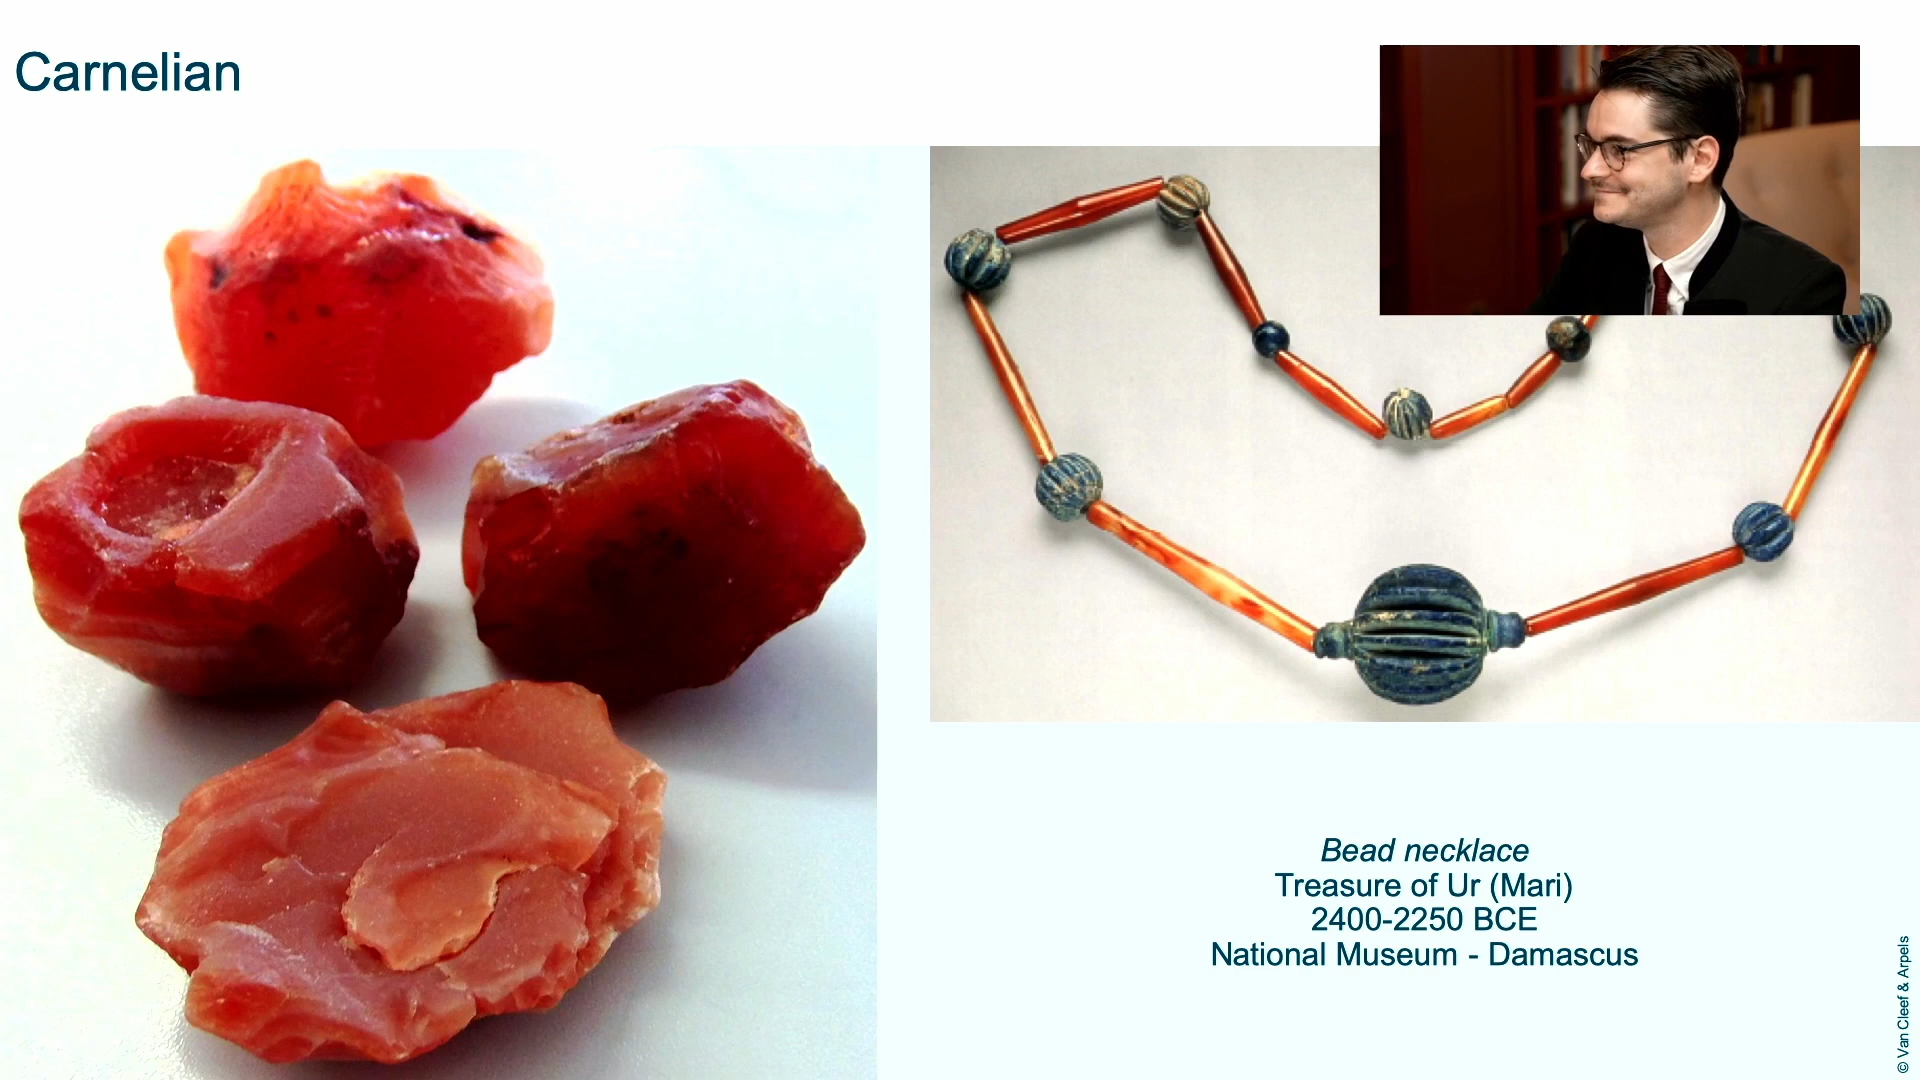 Carnelian
Bead necklace
Treasure of Ur (Mari)
2400-2250 BCE
National Museum - Damascus
© Van Cleef & Arpels